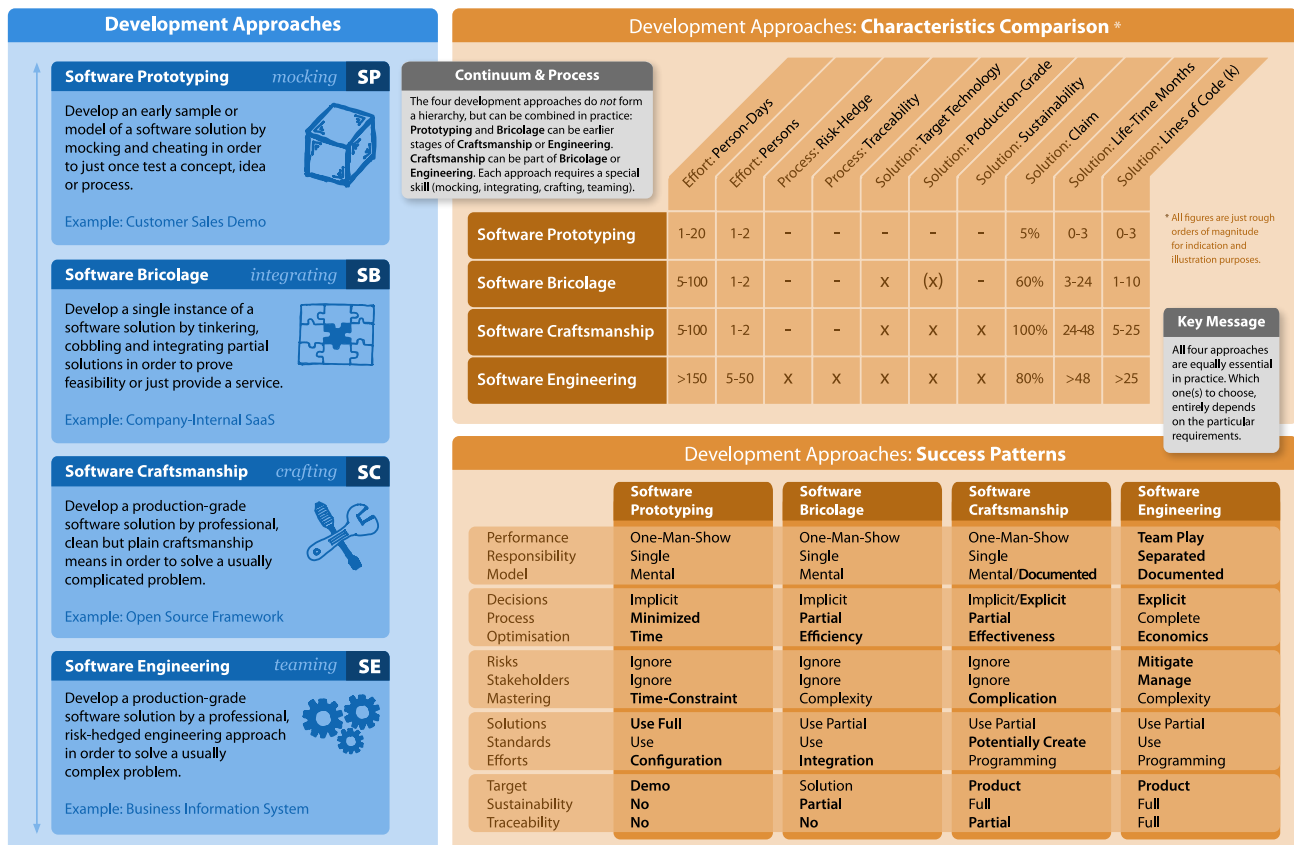 Development Approaches
Software Prototyping mocking SP
Develop an early sample or
model of a software solution by
mocking and cheating in order
to just once test a concept, idea
or process.
Example: Customer Sales Demo
Software Bricolage integrating SB
Develop a single instance of a
software solution by tinkering,
cobbling and integrating partial
solutions in order to prove
feasibility or just provide a service.
Example: Company-Internal SaaS
Software Craftsmanship crafting SC
Develop a production-grade
software solution by professional,
clean but plain craftsmanship
means in order to solve a usually
complicated problem.
Example: Open Source Framework
Software Engineering teaming SE
Develop a production-grade
software solution by a professional,
risk-hedged engineering approach
in order to solve a usually
complex problem.
Example: Business Information System
Continuum & Process
The four development approaches do not form
a hierarchy, but can be combined in practice:
Prototyping and Bricolage can be earlier
stages of Craftsmanship or Engineering.
Craftsmanship can be part of Bricolage or
Engineering. Each approach requires a special
skill (mocking, integrating, crafting, teaming).
Development Approaches: Characteristics Comparison *
Effort: Person-Days
Effort: Persons
Process: Risk-Hedge
Process: Traceability
Solution: Target Technology
Solution: Production-Grade
Solution: Sustainability
Solution: Claim
Solution: Life-Time Months
Solution: Lines of Code (k)
Software Prototyping 1-20 1-2 - - - - - 5% 0-3 0-3
Software Bricolage 5-100 1-2 - - x (x) - 60% 3-24 1-10
Software Craftsmanship 5-100 1-2 - - x x x 100% 24-48 5-25
Software Engineering >150 5-50 x x x x x 80% >48 >25
* All figures are just rough
orders of magnitude
for indication and
illustration purposes.
Key Message
All four approaches
are equally essential
in practice. Which
one(s) to choose,
entirely depends
on the particular
requirements.
Development Approaches: Success Patterns
Software Prototyping Software Bricolage Software Craftsmanship Software Engineering
Performance One-Man-Show One-Man-Show One-Man-Show Team Play
Responsibility Single Single Single Separated
Model Mental Mental Mental/Documented Documented
Decisions Implicit Implicit Implicit/Explicit Explicit
Process Minimized Partial Partial Complete
Optimisation Time Efficiency Effectiveness Economics
Risks Ignore Ignore Ignore Mitigate
Stakeholders Ignore Ignore Ignore Manage
Mastering Time-Constraint Complexity Complication Complexity
Solutions Use Full Use Partial Use Partial Use Partial
Standards Use Use Potentially Create Use
Efforts Configuration Integration Programming Programming
Target Demo Solution Product Product
Sustainability No Partial Full Full
Traceability No No Partial Full